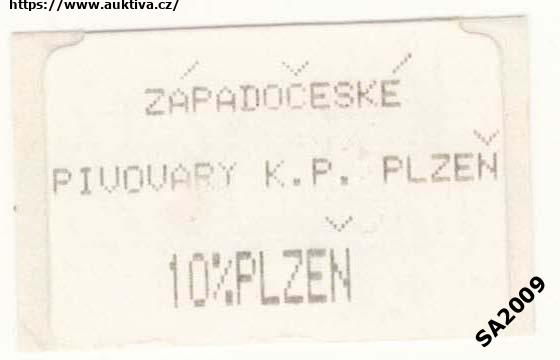 https://www.auktiva.cz/
ZÁPADOČESKÉ
PIVOVARY K.P. PLZEŇ
10%PLZEŇ
SA2009